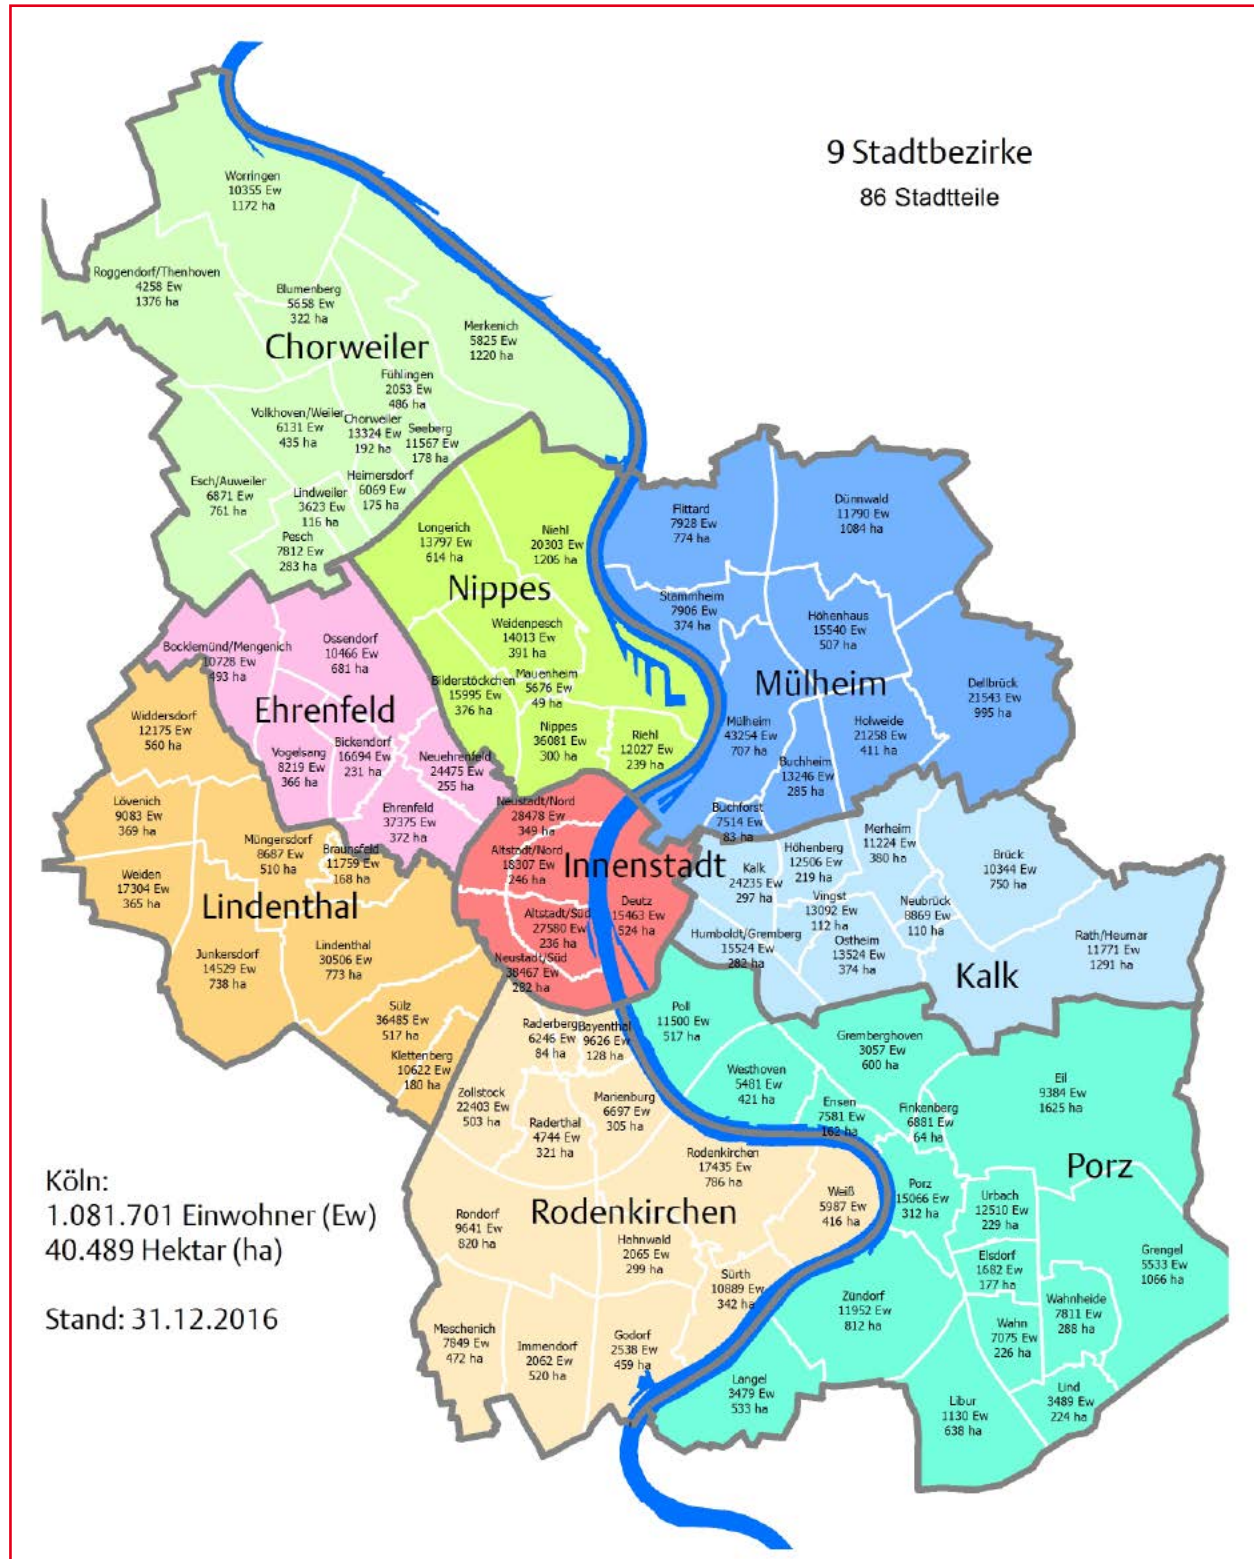 9 Stadtbezirke
86 Stadtteile
Worringen
10355 Ew
1172 ha
Roggendorf/Thenhoven
4258 Ew
1376 ha
Blumenberg
5658 Ew
322 ha
Merkenich
5825 Ew
1220 ha
Chorweiler
Fühlingen
2053 Ew
486 ha
Volkhoven/Weiler
6131 Ew
435 ha
Chorweiler
13324 Ew
192 ha
Seeberg
11567 Ew
178 ha
Heimersdorf
6069 Ew
175 ha
Esch/Auweiler
6871 Ew
761 ha
Lindweiler
3623 Ew
116 ha
Pesch
7812 Ew
283 ha
Longerich
13797 Ew
614 ha
Niehl
20303 Ew
1206 ha
Nippes
Weidenpesch
14013 Ew
391 ha
Bilderstöckchen
15995 Ew
376 ha
Mauenheim
5676 Ew
49 ha
Nippes
36081 Ew
300 ha
Riehl
12027 Ew
239 ha
Flittard
7928 Ew
774 ha
Dünnwald
11790 Ew
1084 ha
Stammheim
7906 Ew
374 ha
Höhenhaus
15540 Ew
507 ha
Mülheim
Dellbrück
21543 Ew
995 ha
Mülheim
43254 Ew
707 ha
Holweide
21258 Ew
411 ha
Buchheim
13246 Ew
285 ha
Buchforst
7514 Ew
83 ha
Bocklemünd/Mengenich
10728 Ew
493 ha
Ossendorf
10466 Ew
681 ha
Ehrenfeld
Vogelsang
8219 Ew
366 ha
Bickendorf
16694 Ew
231 ha
Neuehrenfeld
24475 Ew
255 ha
Ehrenfeld
37375 Ew
372 ha
Widdersdorf
12175 Ew
560 ha
Lövenich
9083 Ew
369 ha
Müngersdorf
8687 Ew
510 ha
Braunsfeld
11759 Ew
168 ha
Weiden
17304 Ew
365 ha
Lindenthal
Junkersdorf
14529 Ew
738 ha
Lindenthal
30506 Ew
773 ha
Sülz
36485 Ew
517 ha
Klettenberg
10622 Ew
180 ha
Neustadt/Nord
28478 Ew
349 ha
Altstadt/Nord
18307 Ew
246 ha
Innenstadt
Deutz
15463 Ew
524 ha
Altstadt/Süd
27580 Ew
236 ha
Neustadt/Süd
38467 Ew
282 ha
Merheim
11224 Ew
380 ha
Höhenberg
12506 Ew
219 ha
Brück
10344 Ew
750 ha
Kalk
24235 Ew
297 ha
Vingst
13092 Ew
112 ha
Neubrück
8869 Ew
110 ha
Humboldt/Gremberg
15524 Ew
282 ha
Ostheim
13524 Ew
374 ha
Rath/Heumar
11771 Ew
1291 ha
Kalk
Poll
11500 Ew
517 ha
Gremberghoven
3057 Ew
600 ha
Westhoven
5481 Ew
421 ha
Ensen
7581 Ew
162 ha
Finkenberg
6881 Ew
64 ha
Eil
9384 Ew
1625 ha
Porz
Porz
15066 Ew
312 ha
Urbach
12510 Ew
229 ha
Elsdorf
1682 Ew
177 ha
Grengel
5533 Ew
1066 ha
Wahnheide
7811 Ew
288 ha
Wahn
7075 Ew
226 ha
Zündorf
11952 Ew
812 ha
Lind
3489 Ew
224 ha
Libur
1130 Ew
638 ha
Langel
3479 Ew
533 ha
Raderberg
6246 Ew
84 ha
Bayenthal
9626 Ew
128 ha
Zollstock
22403 Ew
503 ha
Marienburg
6697 Ew
305 ha
Raderthal
4744 Ew
321 ha
Rodenkirchen
17435 Ew
786 ha
Weiß
5987 Ew
416 ha
Rodenkirchen
Rondorf
9641 Ew
820 ha
Hahnwald
2065 Ew
299 ha
Sürth
10889 Ew
342 ha
Meschenich
7849 Ew
472 ha
Immendorf
2062 Ew
520 ha
Godorf
2538 Ew
459 ha
Köln:
1.081.701 Einwohner (Ew)
40.489 Hektar (ha)
Stand: 31.12.2016